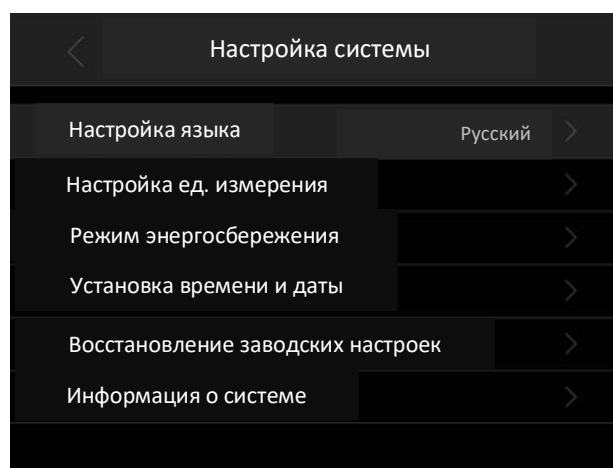 Настройка системы
Настройка языка Русский
Настройка ед. измерения
Режим энергосбережения
Установка времени и даты
Восстановление заводских настроек
Информация о системе